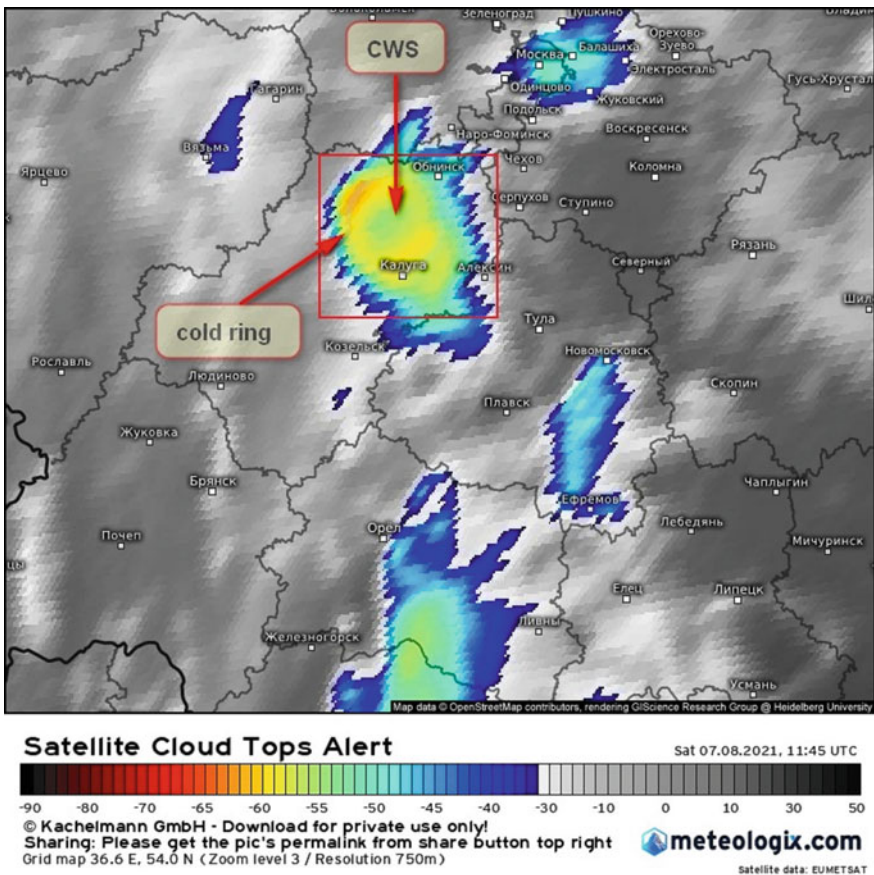 Зеленоград
Пушкино
CWS
Москва
Балашиха
Орехово-
Зуево
Электросталь
Гусь-Хрустал
Одинцово
Жуковский
Гагарин
Подольск
Воскресенск
Наро-Фоминск
Вязьма
Чехов
Коломна
Ярцево
Обнинск
Серпухов
Ступино
Рязань
Калуга
Алексин
Северный
cold ring
Тула
Козельск
Новомосковск
Рославль
Людиново
Скопин
Плавск
Жуковка
Брянск
Чаплыгин
Ефремов
Орёл
Лебедянь
Почеп
Мичуринск
цы
Елец
Липецк
Железногорск
Ливны
Усмань
Map data © OpenStreetMap contributors, rendering GIScience Research Group @ Heidelberg University
Satellite Cloud Tops Alert
Sat 07.08.2021, 11:45 UTC
-90 -80 -70 -65 -60 -55 -50 -45 -40 -30 -10 0 10 30 50
© Kachelmann GmbH - Download for private use only!
Sharing: Please get the pic's permalink from share button top right
meteologix.com
Grid map 36.6 E, 54.0 N (Zoom level 3 / Resolution 750m)
Satellite data: EUMETSAT